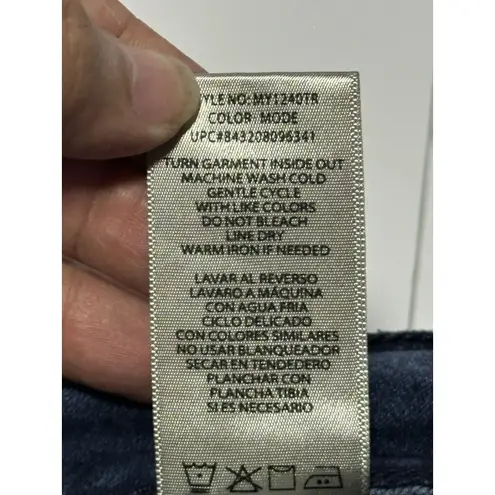 YLE NO: MY1240TR
COLOR: MODE
UPC#843208096341
TURN GARMENT INSIDE OUT
MACHINE WASH COLD
GENTLE CYCLE
WITH LIKE COLORS
DO NOT BLEACH
LINE DRY
WARM IRON IF NEEDED
LAVAR AL REVERSO
LAVARO A MÁQUINA
CON AGUA FRIA
CICLO DELICADO
CON COLORES SIMILARES
NO USAR BLANQUEADOR
SECAR EN TENDEDERO
PLANCHAR CON
PLANCHA TIBIA
SI ES NECESARIO